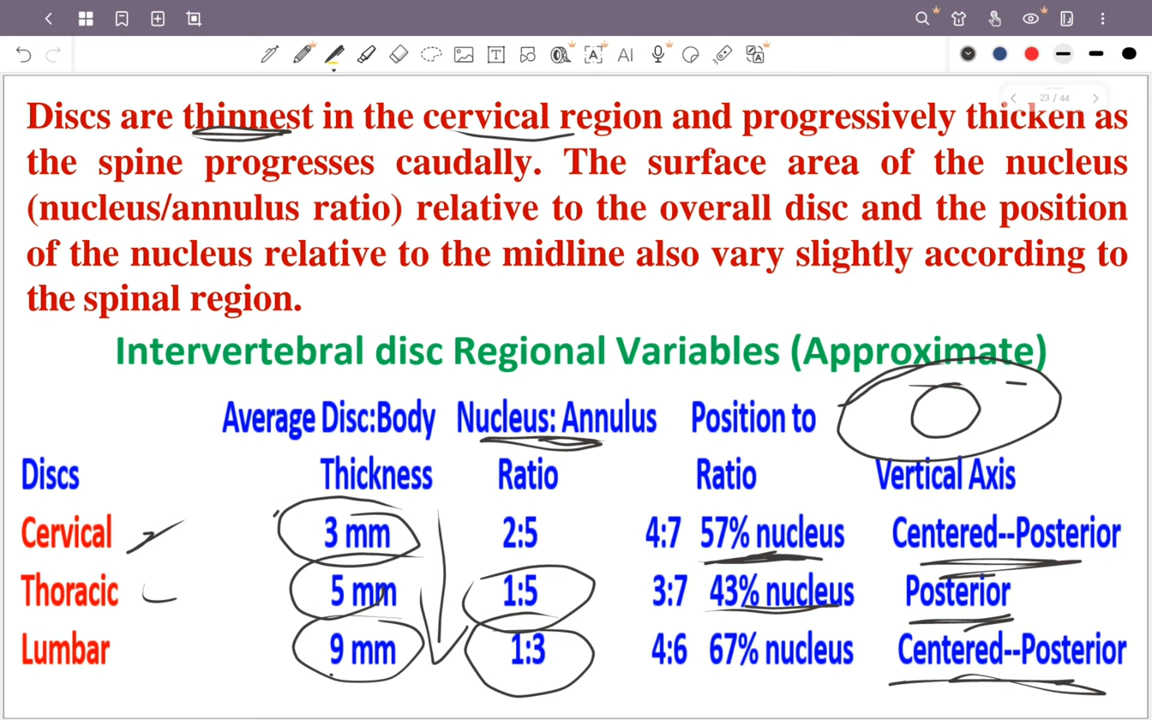 23 / 44
Discs are thinnest in the cervical region and progressively thicken as
the spine progresses caudally. The surface area of the nucleus
(nucleus/annulus ratio) relative to the overall disc and the position
of the nucleus relative to the midline also vary slightly according to
the spinal region.
Intervertebral disc Regional Variables (Approximate)
Average Disc:Body Nucleus: Annulus Position to
Discs Thickness Ratio Ratio Vertical Axis
Cervical 3 mm 2:5 4:7 57% nucleus Centered--Posterior
Thoracic 5 mm 1:5 3:7 43% nucleus Posterior
Lumbar 9 mm 1:3 4:6 67% nucleus Centered--Posterior